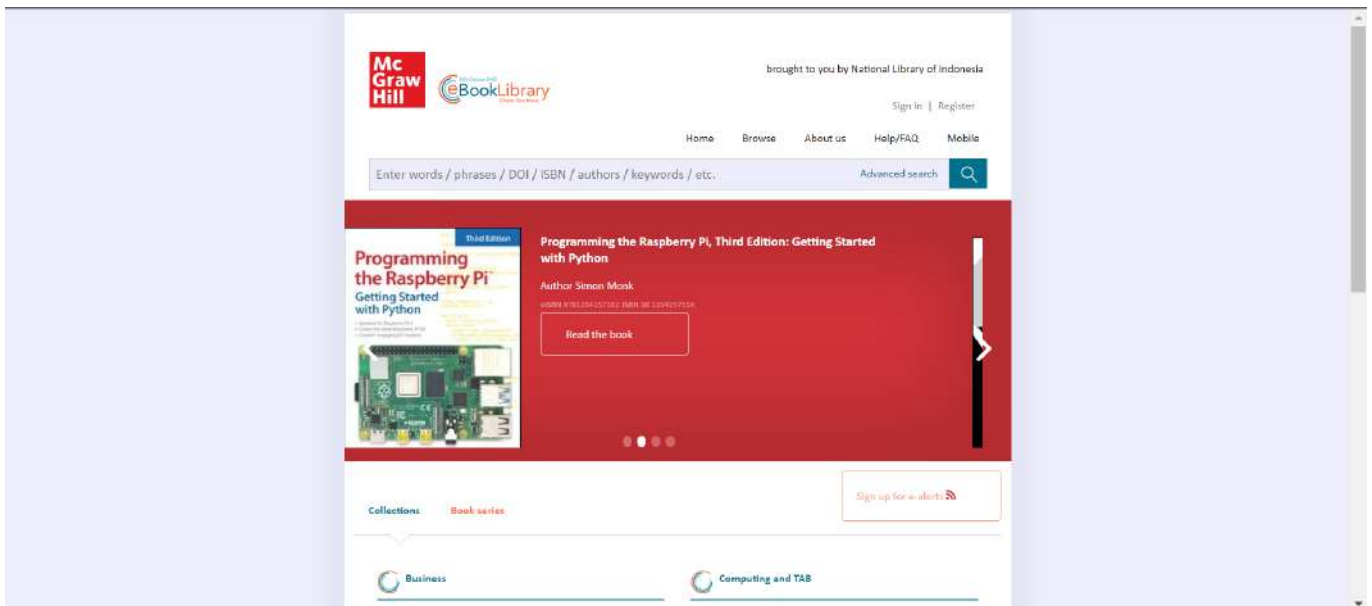 Mc
Graw
Hill
eBookLibrary
brought to you by National Library of Indonesia
Sign in | Register
Home Browse About us Help/FAQ Mobile
Enter words / phrases / DOI / ISBN / authors / keywords / etc.
Advanced search
Third Edition
Programming
the Raspberry Pi
Getting Started
with Python
Programming the Raspberry Pi, Third Edition: Getting Started
with Python
Author Simon Monk
Read the book
Sign up for e-alerts
Collections Book series
Business
Computing and TAB